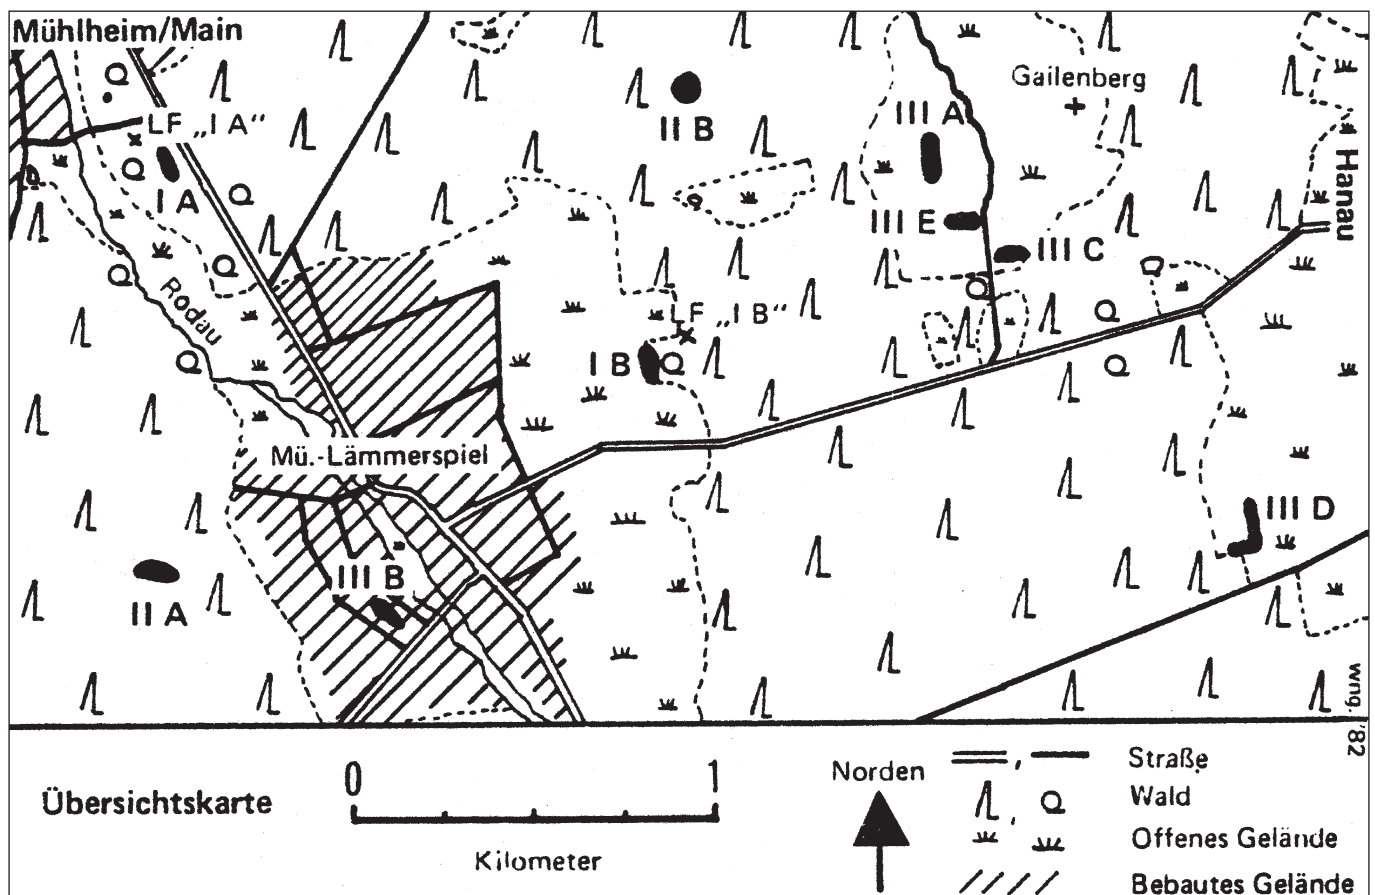 Mühlheim/Main
Gailenberg
LF „I A“
II B
III A
Hanau
I A
III E
III C
Rodau
LF „I B“
I B
Mü.-Lämmerspiel
III D
III B
II A
wng. '82
Übersichtskarte
0 1
Kilometer
Norden
Straße
Wald
Offenes Gelände
Bebautes Gelände